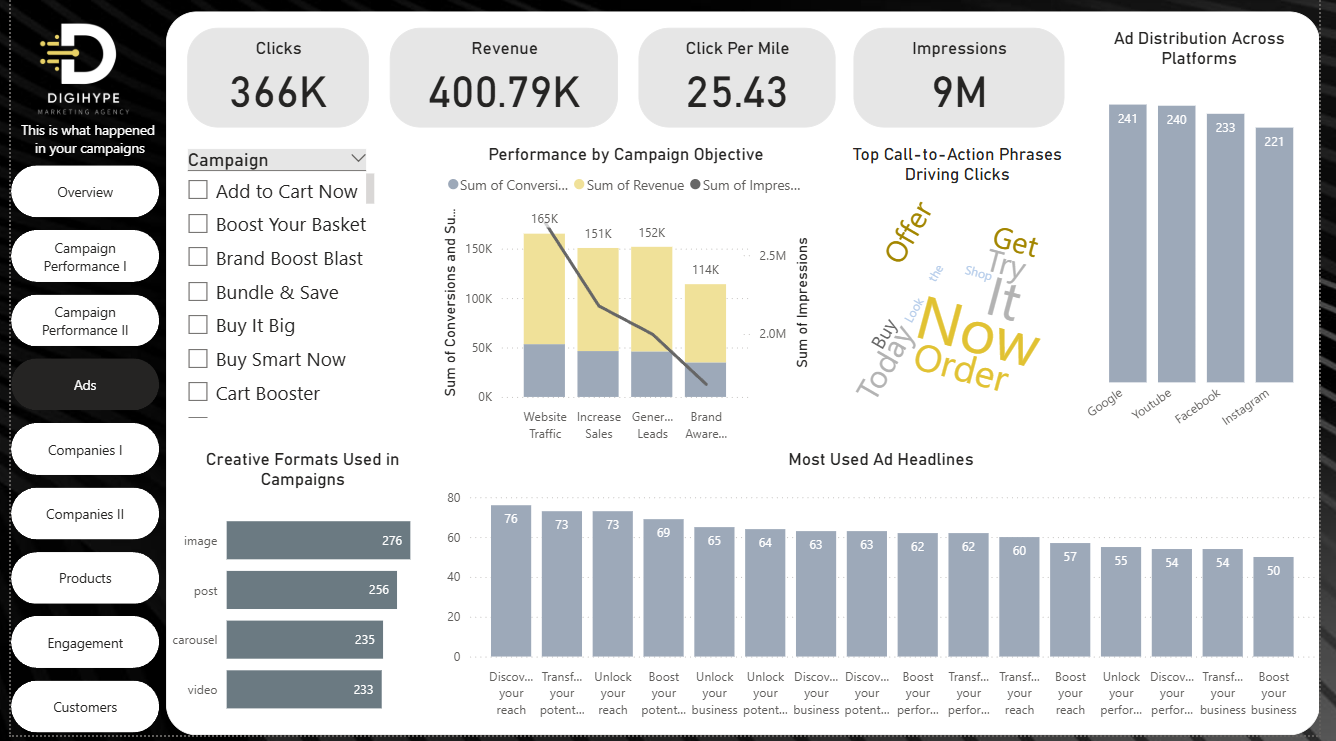 DIGIHYPE
MARKETING AGENCY
This is what happened
in your campaigns
Overview
Campaign
Performance I
Campaign
Performance II
Ads
Companies I
Companies II
Products
Engagement
Customers
Clicks
366K
Revenue
400.79K
Click Per Mile
25.43
Impressions
9M
Campaign
Add to Cart Now
Boost Your Basket
Brand Boost Blast
Bundle & Save
Buy It Big
Buy Smart Now
Cart Booster
Performance by Campaign Objective
Sum of Conversi... Sum of Revenue Sum of Impres...
Sum of Conversions and Su...
150K
100K
50K
0K
165K
151K
152K
114K
2.5M
2.0M
Sum of Impressions
Website
Traffic
Increase
Sales
Gener...
Leads
Brand
Aware...
Top Call-to-Action Phrases
Driving Clicks
Offer
Get
Try
the
Shop
It
Look
Now
Buy
Today
Order
Ad Distribution Across
Platforms
241
240
233
221
Google
Youtube
Facebook
Instagram
Creative Formats Used in
Campaigns
image 276
post 256
carousel 235
video 233
Most Used Ad Headlines
80
60
40
20
0
76
73
73
69
65
64
63
63
62
62
60
57
55
54
54
50
Discov...
your
reach
Transf...
your
potent...
Unlock
your
reach
Boost
your
potent...
Unlock
your
business
Unlock
your
potent...
Discov...
your
business
Discov...
your
potent...
Boost
your
perfor...
Transf...
your
perfor...
Transf...
your
reach
Boost
your
reach
Unlock
your
perfor...
Discov...
your
perfor...
Transf...
your
business
Boost
your
business